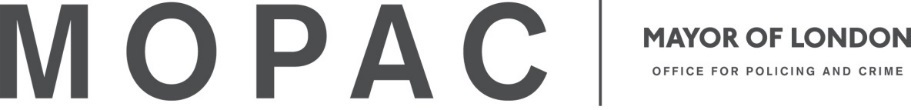 MOPAC
MAYOR OF LONDON
OFFICE FOR POLICING AND CRIME